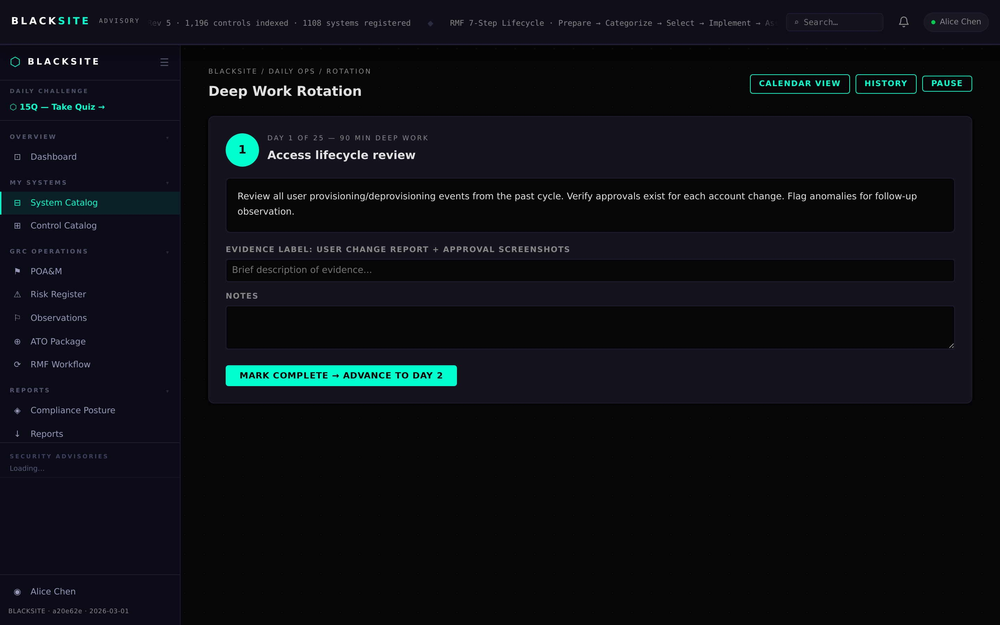 BLACKSITE ADVISORY
Rev 5 · 1,196 controls indexed · 1108 systems registered ◆ RMF 7-Step Lifecycle · Prepare → Categorize → Select → Implement →
Search…
Alice Chen
BLACKSITE
DAILY CHALLENGE
15Q — Take Quiz →
OVERVIEW
Dashboard
MY SYSTEMS
System Catalog
Control Catalog
GRC OPERATIONS
POA&M
Risk Register
Observations
ATO Package
RMF Workflow
REPORTS
Compliance Posture
Reports
SECURITY ADVISORIES
Loading…
Alice Chen
BLACKSITE · a20e62e · 2026-03-01
BLACKSITE / DAILY OPS / ROTATION
Deep Work Rotation
CALENDAR VIEW
HISTORY
PAUSE
1
DAY 1 OF 25 — 90 MIN DEEP WORK
Access lifecycle review
Review all user provisioning/deprovisioning events from the past cycle. Verify approvals exist for each account change. Flag anomalies for follow-up
observation.
EVIDENCE LABEL: USER CHANGE REPORT + APPROVAL SCREENSHOTS
Brief description of evidence...
NOTES
MARK COMPLETE → ADVANCE TO DAY 2